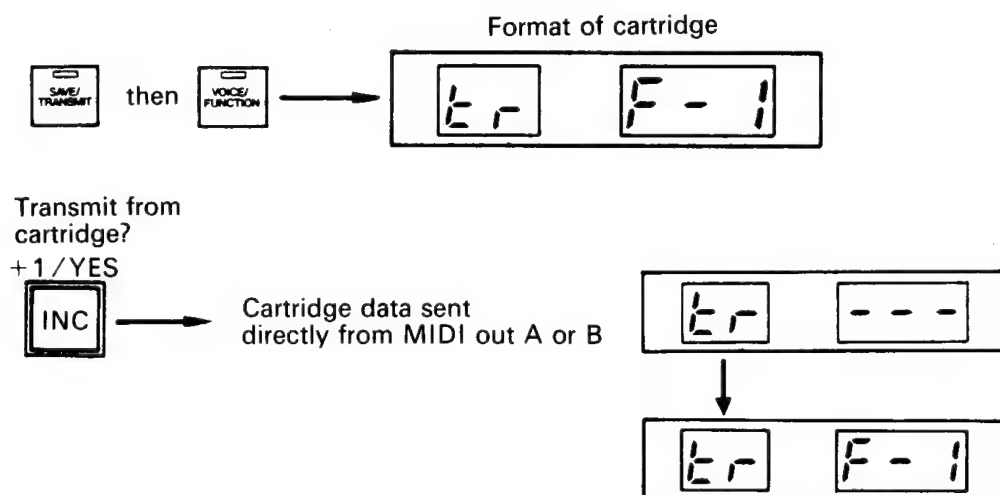 Format of cartridge
SAVE/
TRANSMIT
then
VOICE/
FUNCTION
tr F - 1
Transmit from
cartridge?
+1/YES
INC
Cartridge data sent
directly from MIDI out A or B
tr - - -
tr F - 1